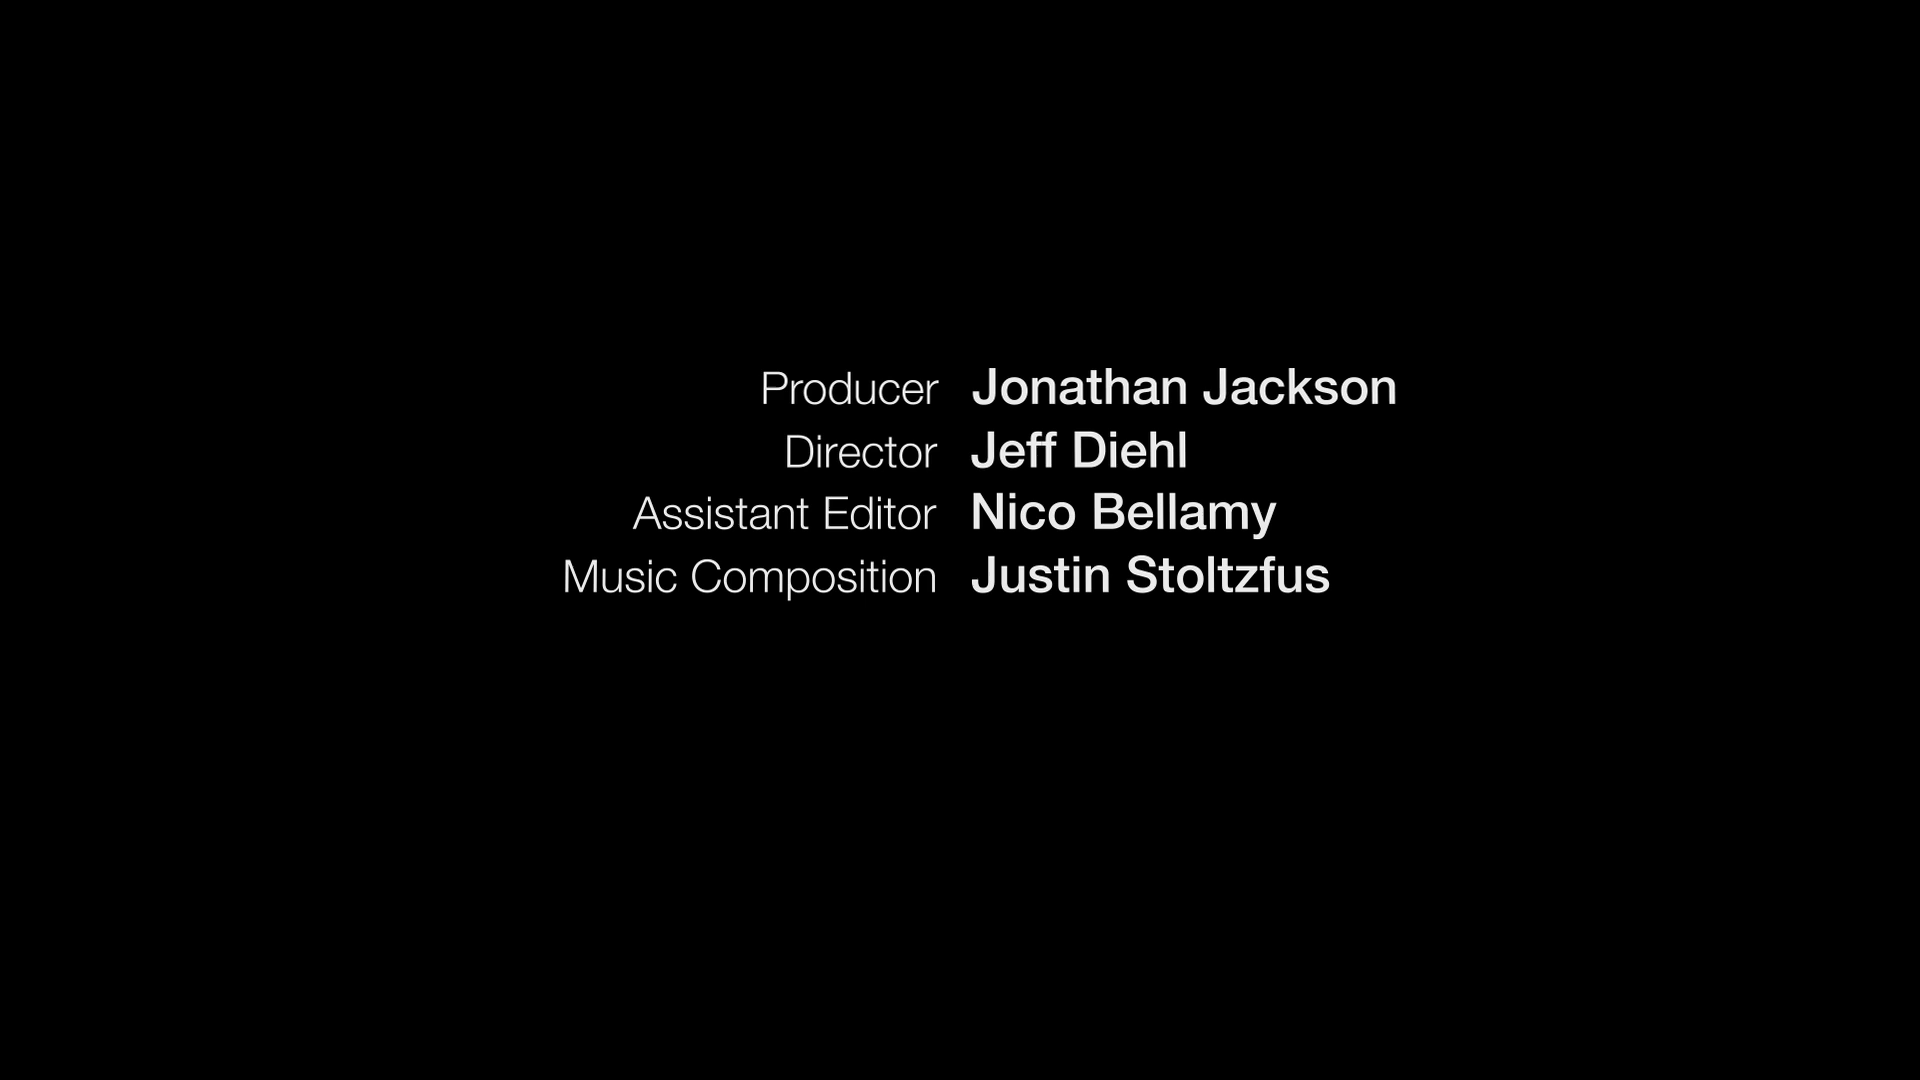 Producer Jonathan Jackson
Director Jeff Diehl
Assistant Editor Nico Bellamy
Music Composition Justin Stoltzfus